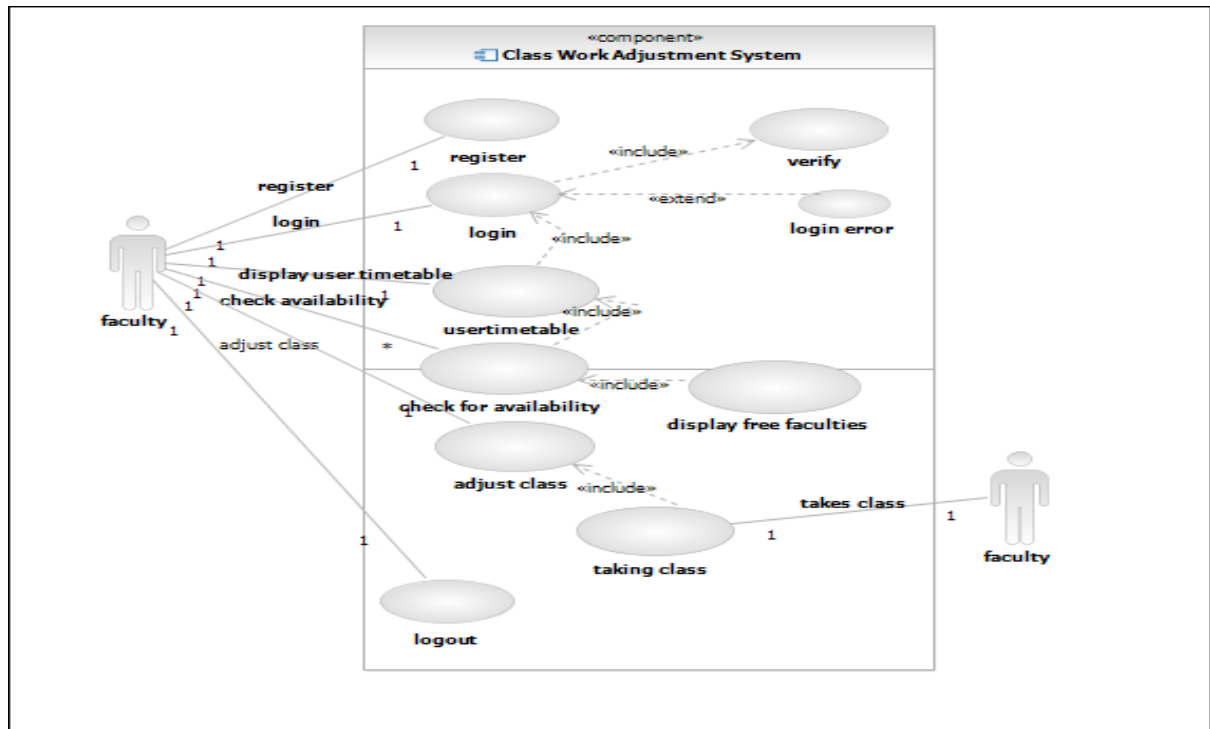 «component»
Class Work Adjustment System
register
«include»
verify
1
register
login
1
«extend»
login error
login
«include»
1
1
display user timetable
1
check availability
1
usertimetable
«include»
faculty
1
1
1
adjust class
*
«include»
check for availability
1
display free faculties
adjust class
«include»
takes class
1
1
faculty
taking class
1
logout